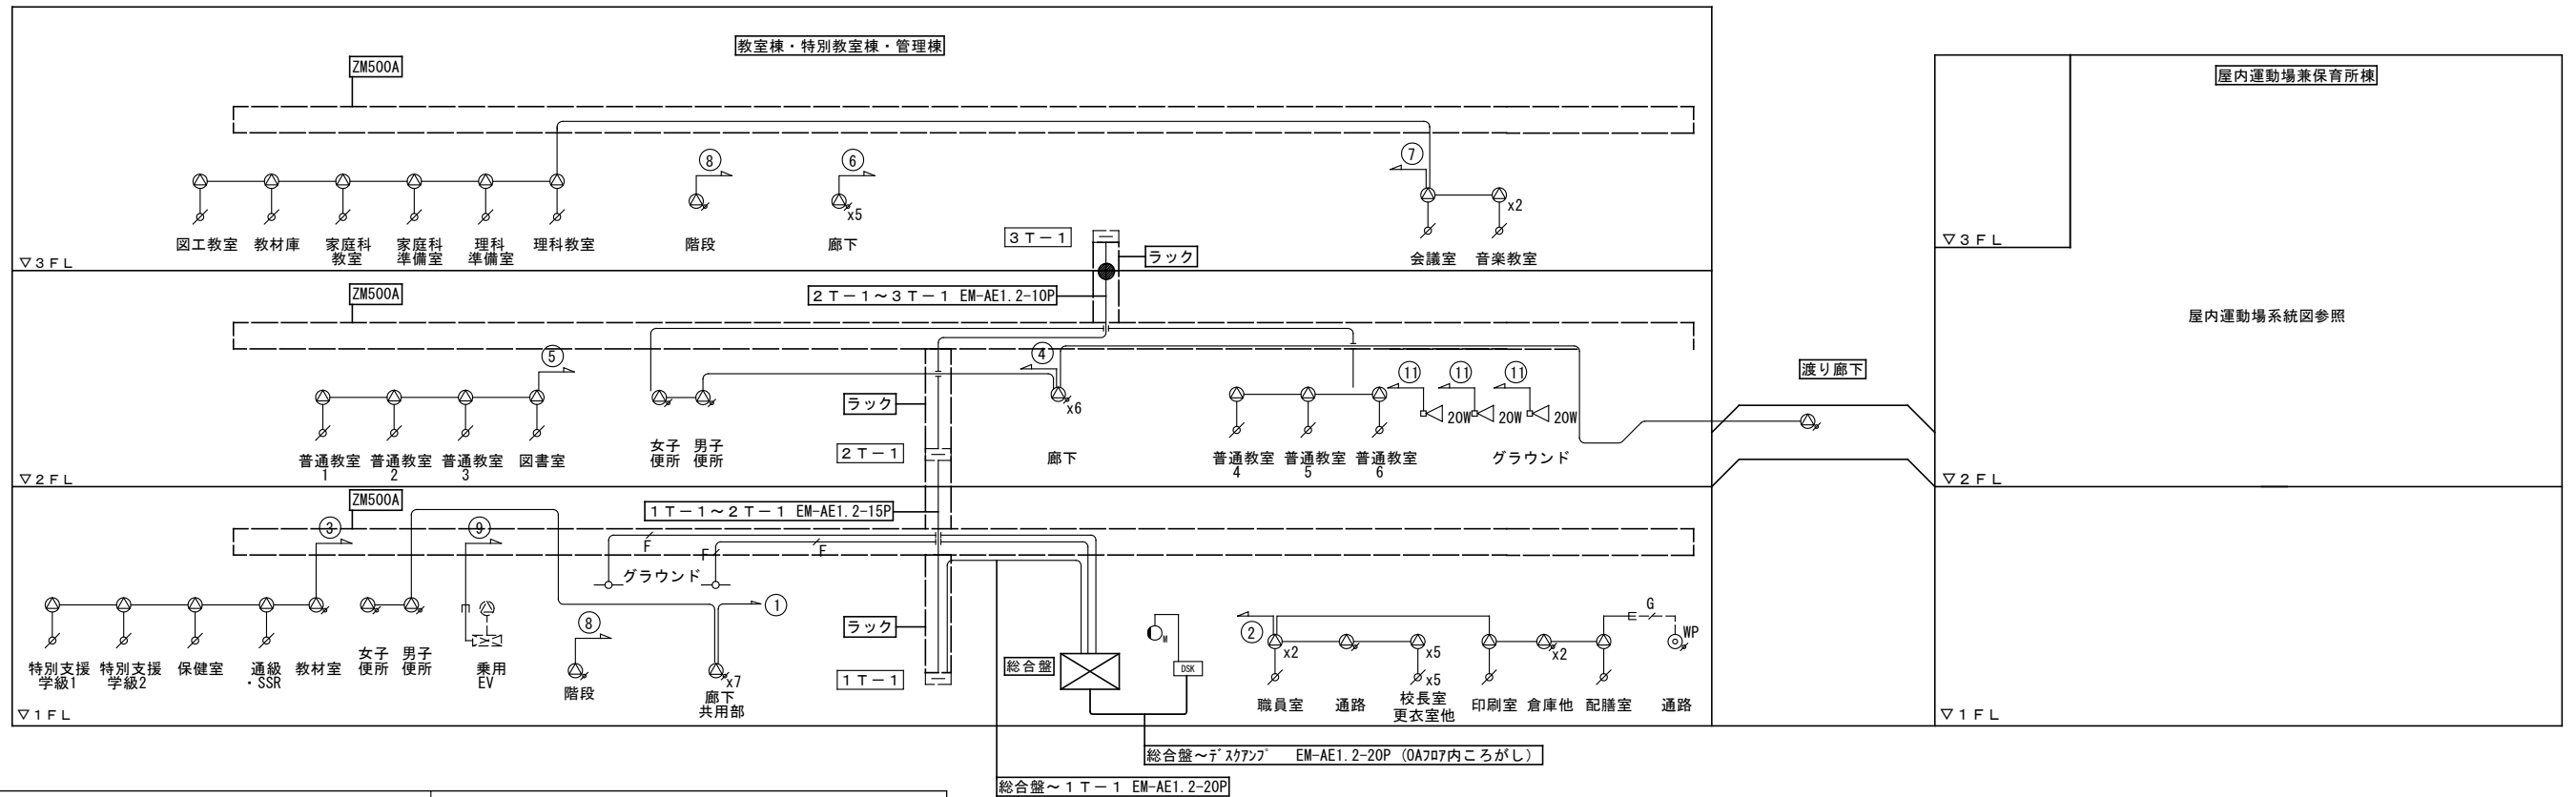 教室棟・特別教室棟・管理棟
屋内運動場兼保育所棟
ZM500A
⑧
⑥
⑦
x5
x2
図工教室
教材庫
家庭科
教室
家庭科
準備室
理科
準備室
理科教室
階段
廊下
3T-1
ラック
会議室
音楽教室
▽3FL
▽3FL
ZM500A
2T-1~3T-1 EM-AE1.2-10P
屋内運動場系統図参照
⑤
④
⑪
⑪
⑪
渡り廊下
ラック
x6
20W
20W
20W
普通教室
1
普通教室
2
普通教室
3
図書室
女子
便所
男子
便所
2T-1
廊下
普通教室
4
普通教室
5
普通教室
6
グラウンド
▽2FL
▽2FL
ZM500A
1T-1~2T-1 EM-AE1.2-15P
③
⑨
F
F
F
グラウンド
①
⑧
ラック
②
G
WP
M
x2
x5
x2
x5
x7
DSK
総合盤
特別支援
学級1
特別支援
学級2
保健室
通級
・SSR
教材室
女子
便所
男子
便所
乗用
EV
階段
廊下
共用部
1T-1
職員室
通路
校長室
更衣室他
印刷室
倉庫他
配膳室
通路
▽1FL
▽1FL
総合盤~ﾃﾞｽｸｱﾝﾌﾟ EM-AE1.2-20P (OAﾌﾛｱ内ころがし)
総合盤~1T-1 EM-AE1.2-20P